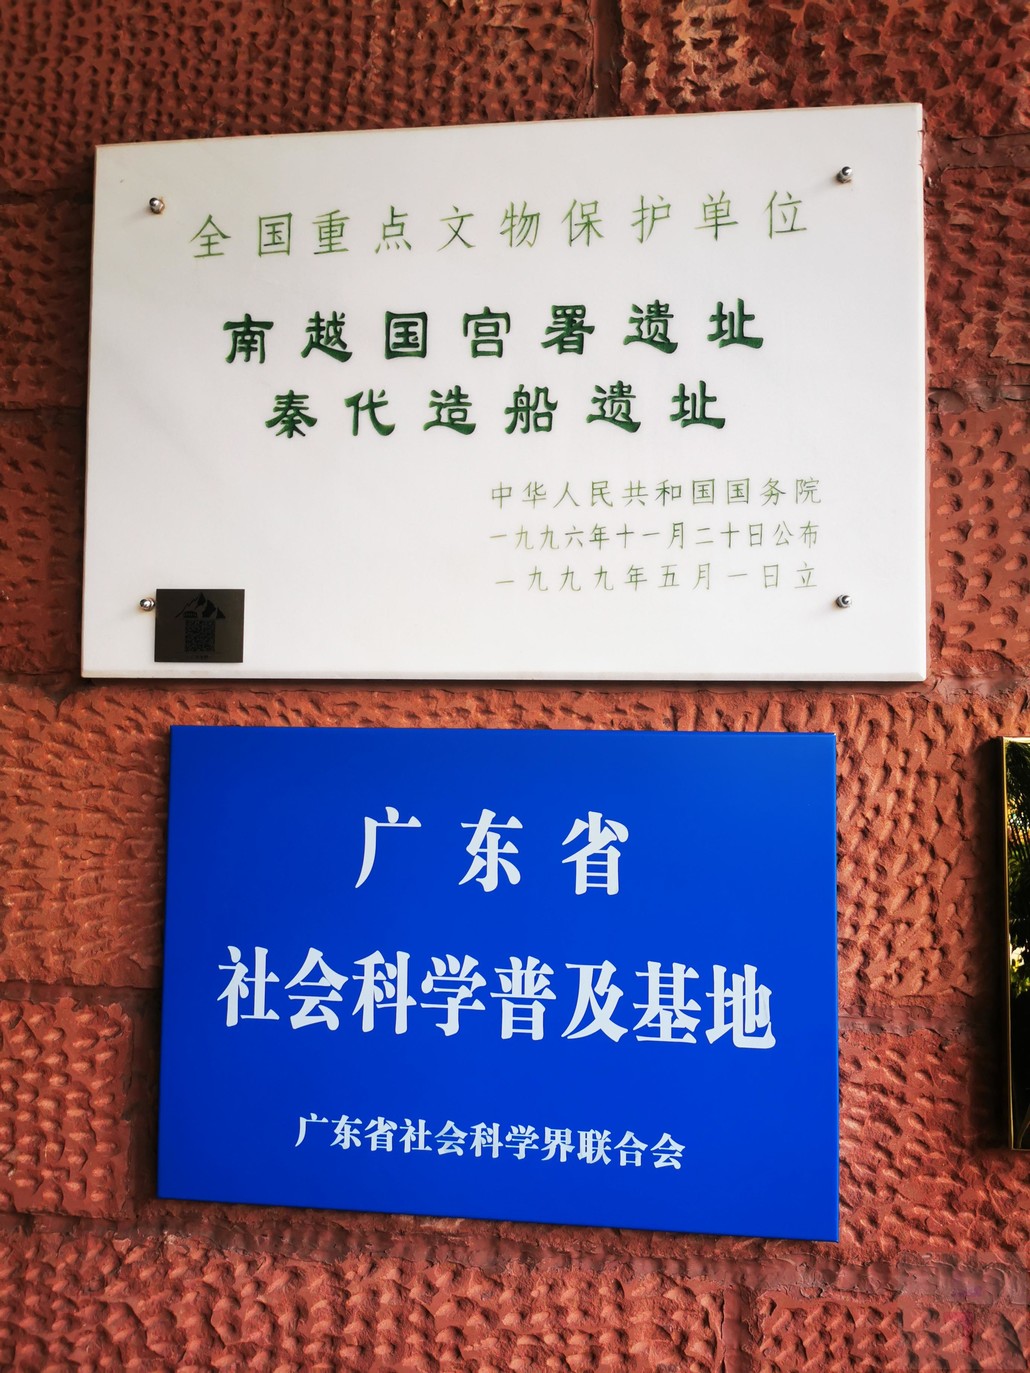 全国重点文物保护单位
南越国宫署遗址
秦代造船遗址
中华人民共和国国务院
一九九六年十一月二十日公布
一九九九年五月一日立
广东省
社会科学普及基地
广东省社会科学界联合会